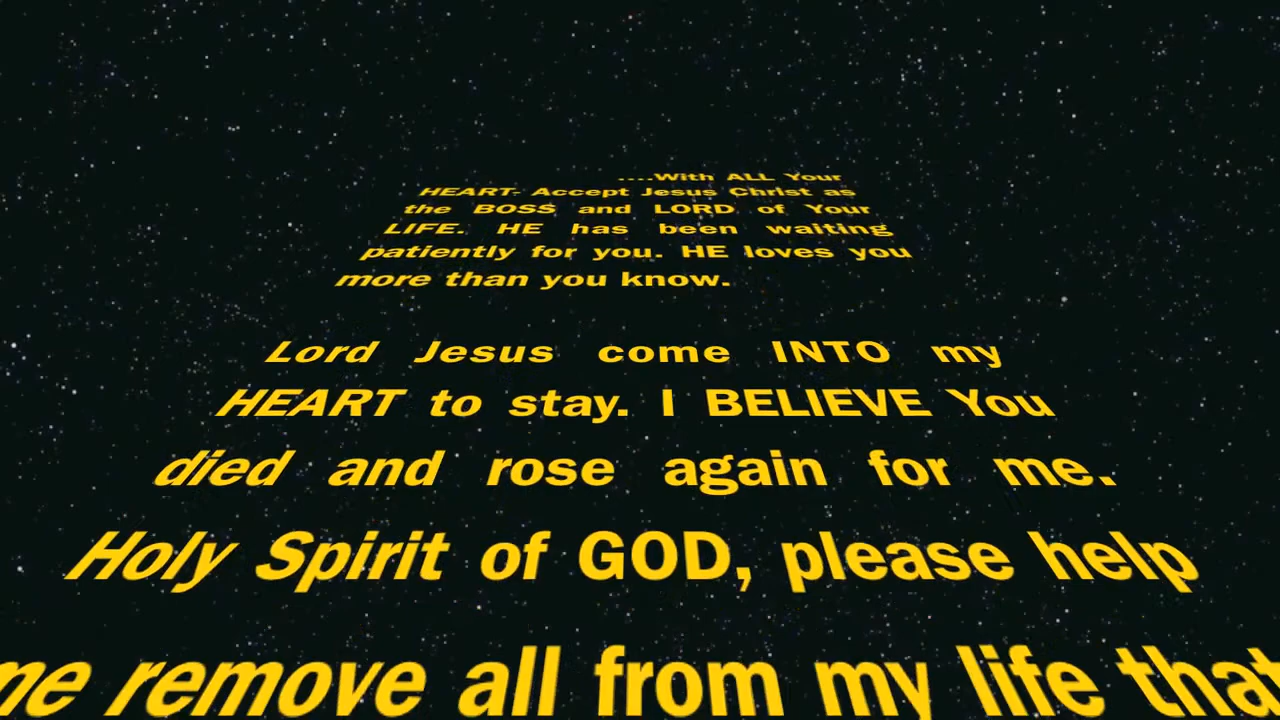 ....With ALL Your
HEART- Accept Jesus Christ as
the BOSS and LORD of Your
LIFE. HE has been waiting
patiently for you. HE loves you
more than you know.
Lord Jesus come INTO my
HEART to stay. I BELIEVE You
died and rose again for me.
Holy Spirit of GOD, please help
me remove all from my life that